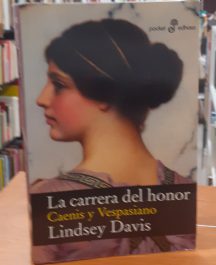 pocket edhasa
La carrera del honor
Caenis y Vespasiano
Lindsey Davis